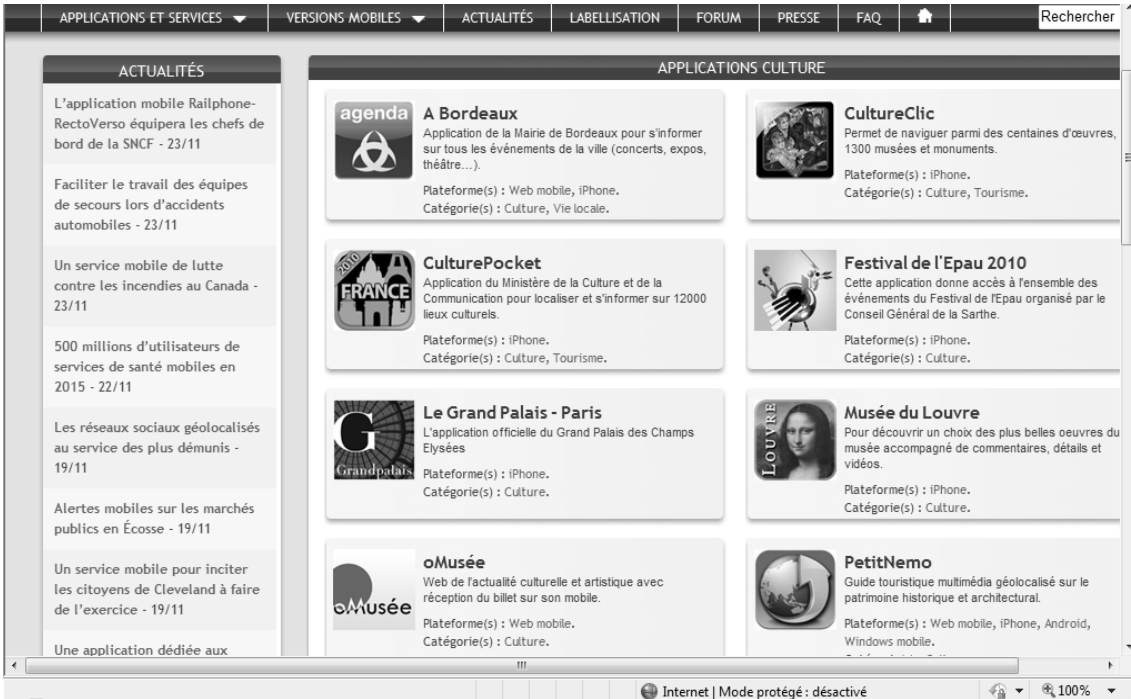 APPLICATIONS ET SERVICES
VERSIONS MOBILES
ACTUALITÉS
LABELLISATION
FORUM
PRESSE
FAQ
Rechercher
ACTUALITÉS
L'application mobile Railphone-
RectoVerso équipera les chefs de
bord de la SNCF - 23/11
Faciliter le travail des équipes
de secours lors d'accidents
automobiles - 23/11
Un service mobile de lutte
contre les incendies au Canada -
23/11
500 millions d'utilisateurs de
services de santé mobiles en
2015 - 22/11
Les réseaux sociaux géolocalisés
au service des plus démunis -
19/11
Alertes mobiles sur les marchés
publics en Écosse - 19/11
Un service mobile pour inciter
les citoyens de Cleveland à faire
de l'exercice - 19/11
Une application dédiée aux
APPLICATIONS CULTURE
agenda
A Bordeaux
Application de la Mairie de Bordeaux pour s'informer
sur tous les événements de la ville (concerts, expos,
théâtre...).
Plateforme(s) : Web mobile, iPhone.
Catégorie(s) : Culture, Vie locale.
CultureClic
Permet de naviguer parmi des centaines d'œuvres,
1300 musées et monuments.
Plateforme(s) : iPhone.
Catégorie(s) : Culture, Tourisme.
2010
FRANCE
CulturePocket
Application du Ministère de la Culture et de la
Communication pour localiser et s'informer sur 12000
lieux culturels.
Plateforme(s) : iPhone.
Catégorie(s) : Culture, Tourisme.
Festival de l'Epau 2010
Cette application donne accès à l'ensemble des
événements du Festival de l'Epau organisé par le
Conseil Général de la Sarthe.
Plateforme(s) : iPhone.
Catégorie(s) : Culture.
G
Grandpalais
Le Grand Palais - Paris
L'application officielle du Grand Palais des Champs
Elysées
Plateforme(s) : iPhone.
Catégorie(s) : Culture.
LOUVRE
Musée du Louvre
Pour découvrir un choix des plus belles oeuvres du
musée accompagné de commentaires, détails et
vidéos.
Plateforme(s) : iPhone.
Catégorie(s) : Culture.
oMusée
oMusée
Web de l'actualité culturelle et artistique avec
réception du billet sur son mobile.
Plateforme(s) : Web mobile.
Catégorie(s) : Culture.
PetitNemo
Guide touristique multimédia géolocalisé sur le
patrimoine historique et architectural.
Plateforme(s) : Web mobile, iPhone, Android,
Windows mobile.
Internet | Mode protégé : désactivé
100%